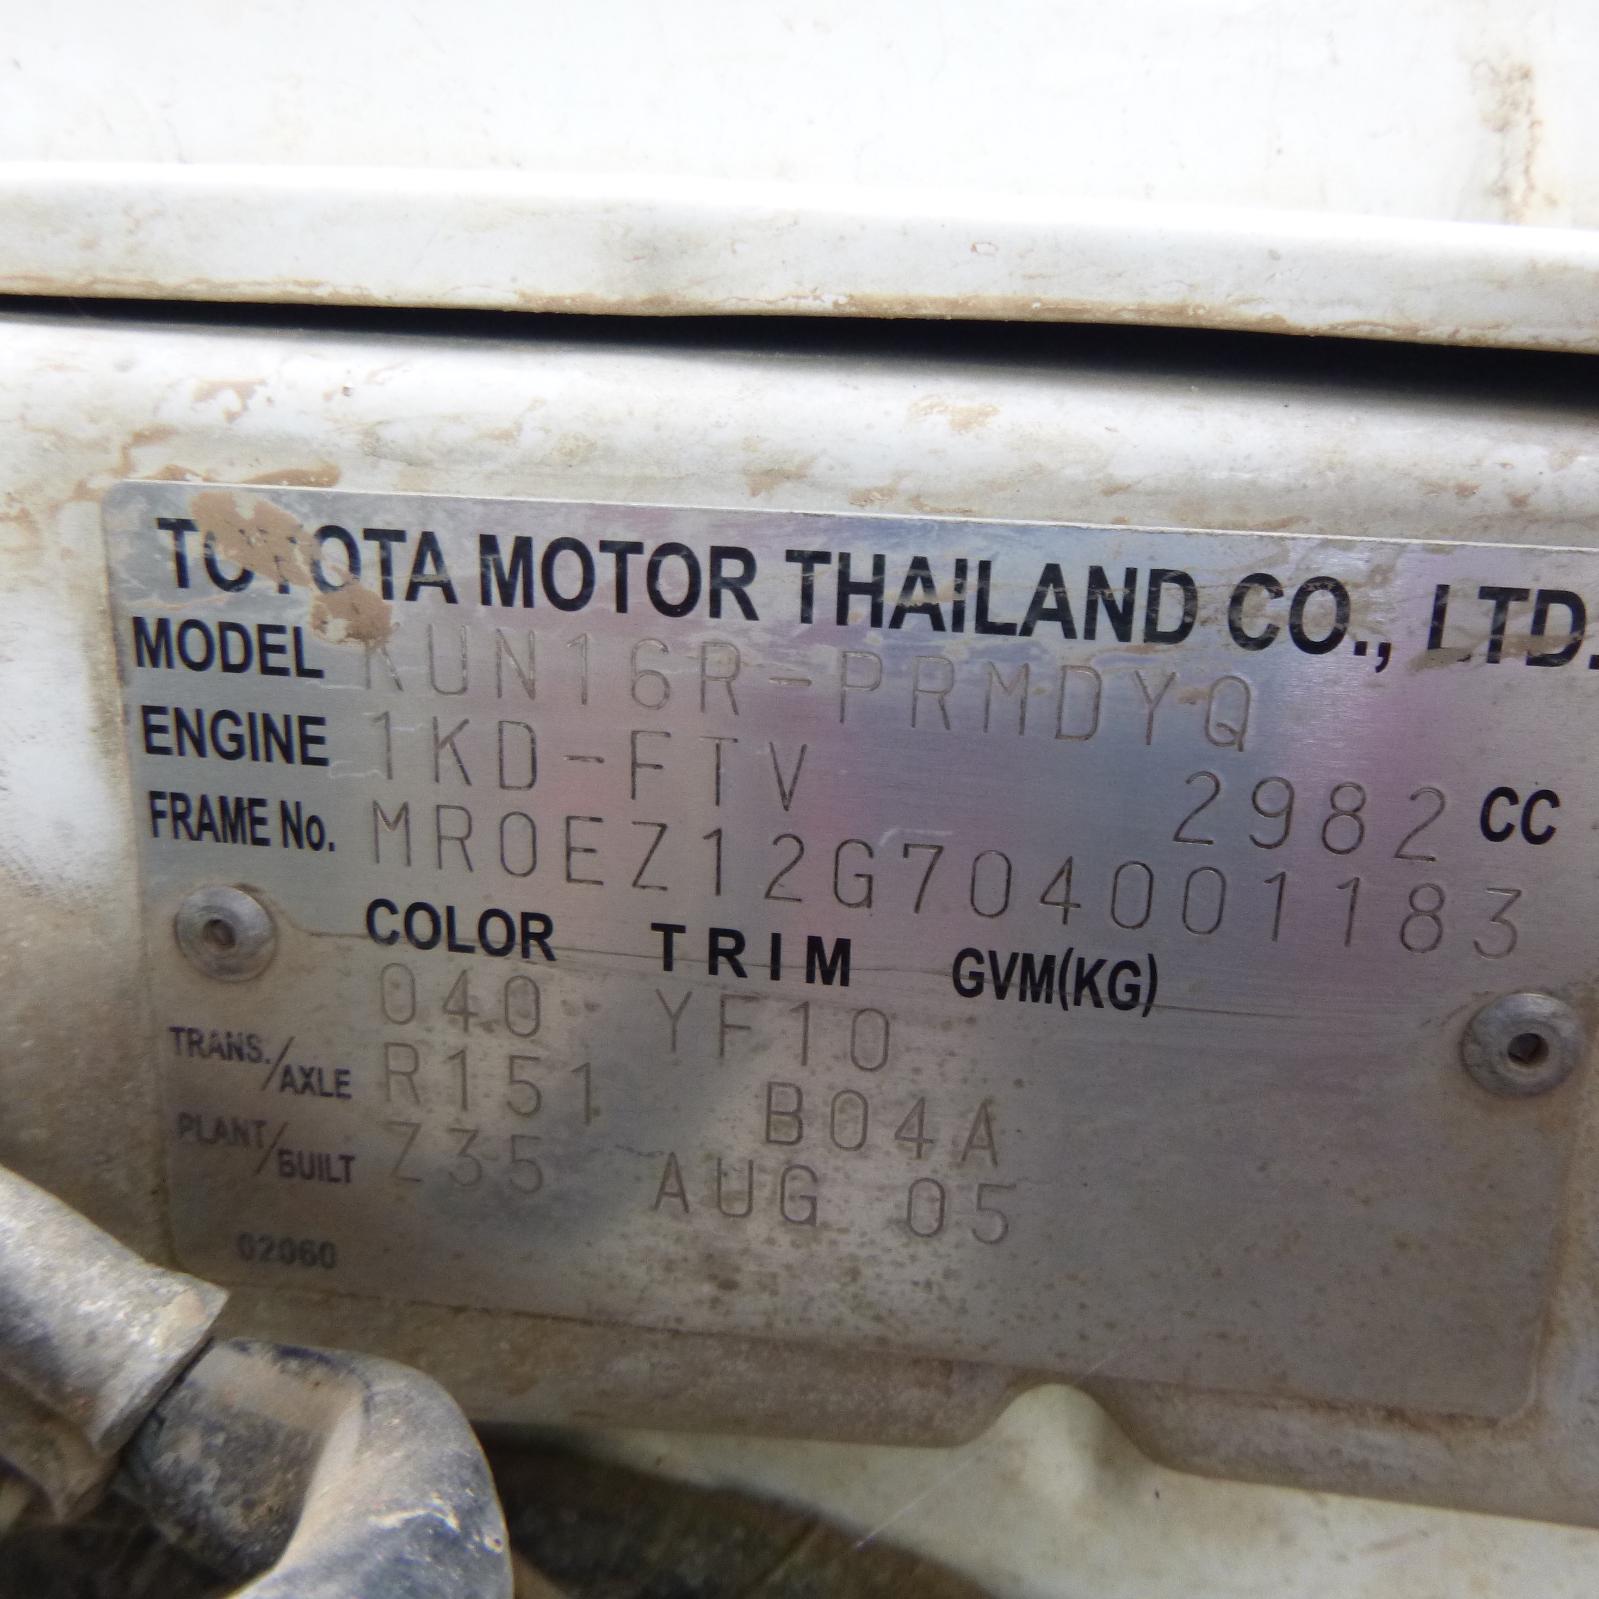 TOYOTA MOTOR THAILAND CO., LTD.
MODEL KUN16R-PRMDYQ
ENGINE 1KD-FTV 2982 CC
FRAME No. MR0EZ12G704001183
COLOR TRIM GVM(KG)
040 YF10
TRANS./AXLE R151 B04A
PLANT/BUILT Z35 AUG 05
02060